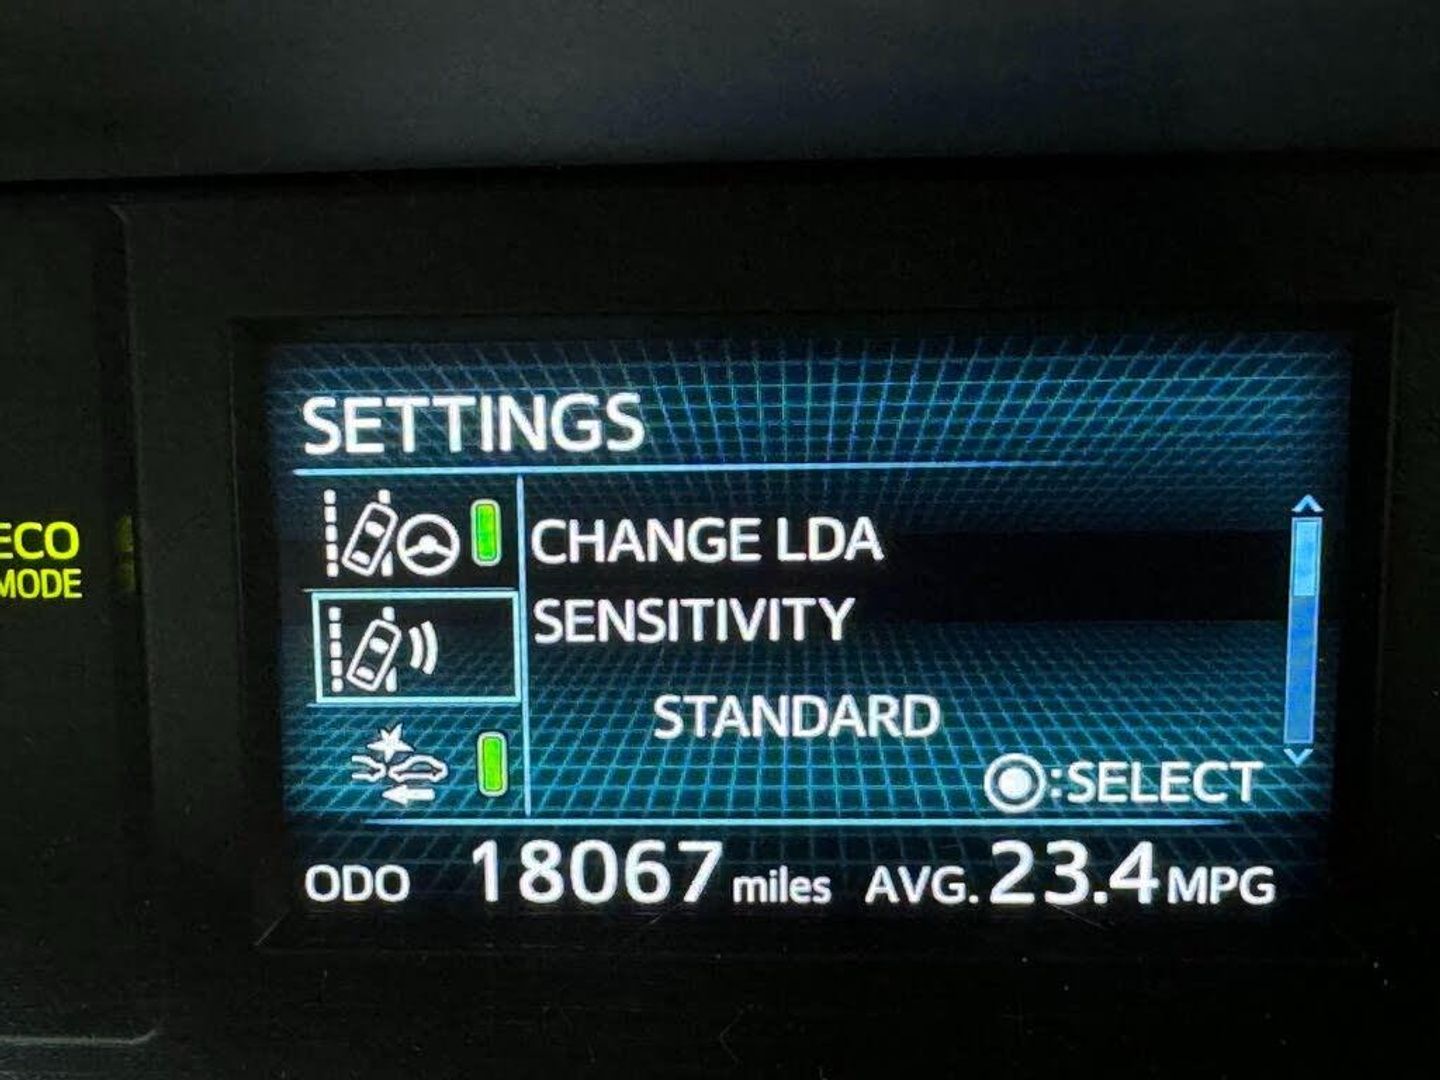 ECO
MODE
SETTINGS
CHANGE LDA
SENSITIVITY
STANDARD
:SELECT
ODO 18067 miles AVG. 23.4 MPG